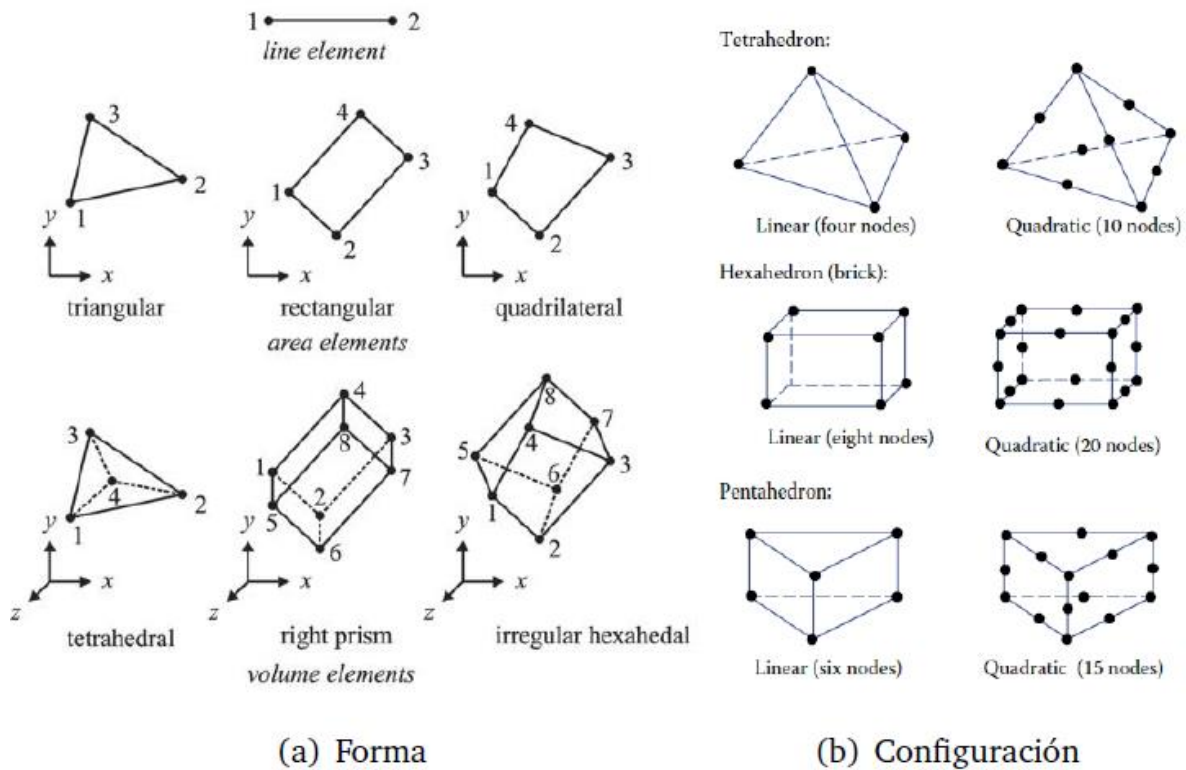 1 2
line element
3
2
1
y
x
triangular
4
3
1
2
y
x
rectangular
4
3
1
2
y
x
quadrilateral
area elements
3
4
2
1
y
x
z
tetrahedral
4
8
3
1
7
2
5
6
y
x
z
right prism
8
7
4
5
3
6
1
2
y
x
z
irregular hexahedal
volume elements
(a) Forma
Tetrahedron:
Linear (four nodes)
Quadratic (10 nodes)
Hexahedron (brick):
Linear (eight nodes)
Quadratic (20 nodes)
Pentahedron:
Linear (six nodes)
Quadratic (15 nodes)
(b) Configuración